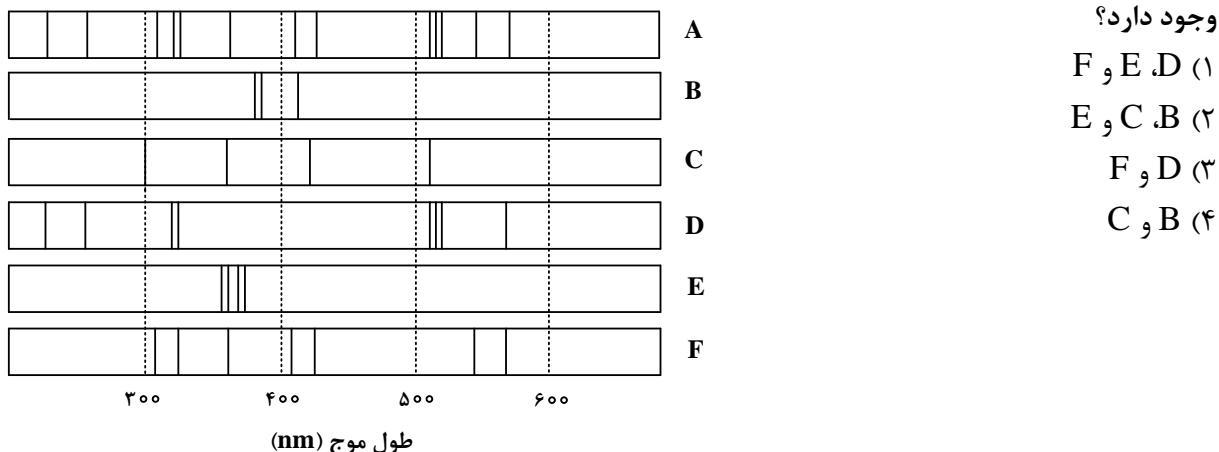 وجود دارد؟
۱) D، E و F
۲) B، C و E
۳) D و F
۴) B و C
A
B
C
D
E
F
۳۰۰ ۴۰۰ ۵۰۰ ۶۰۰
طول موج (nm)